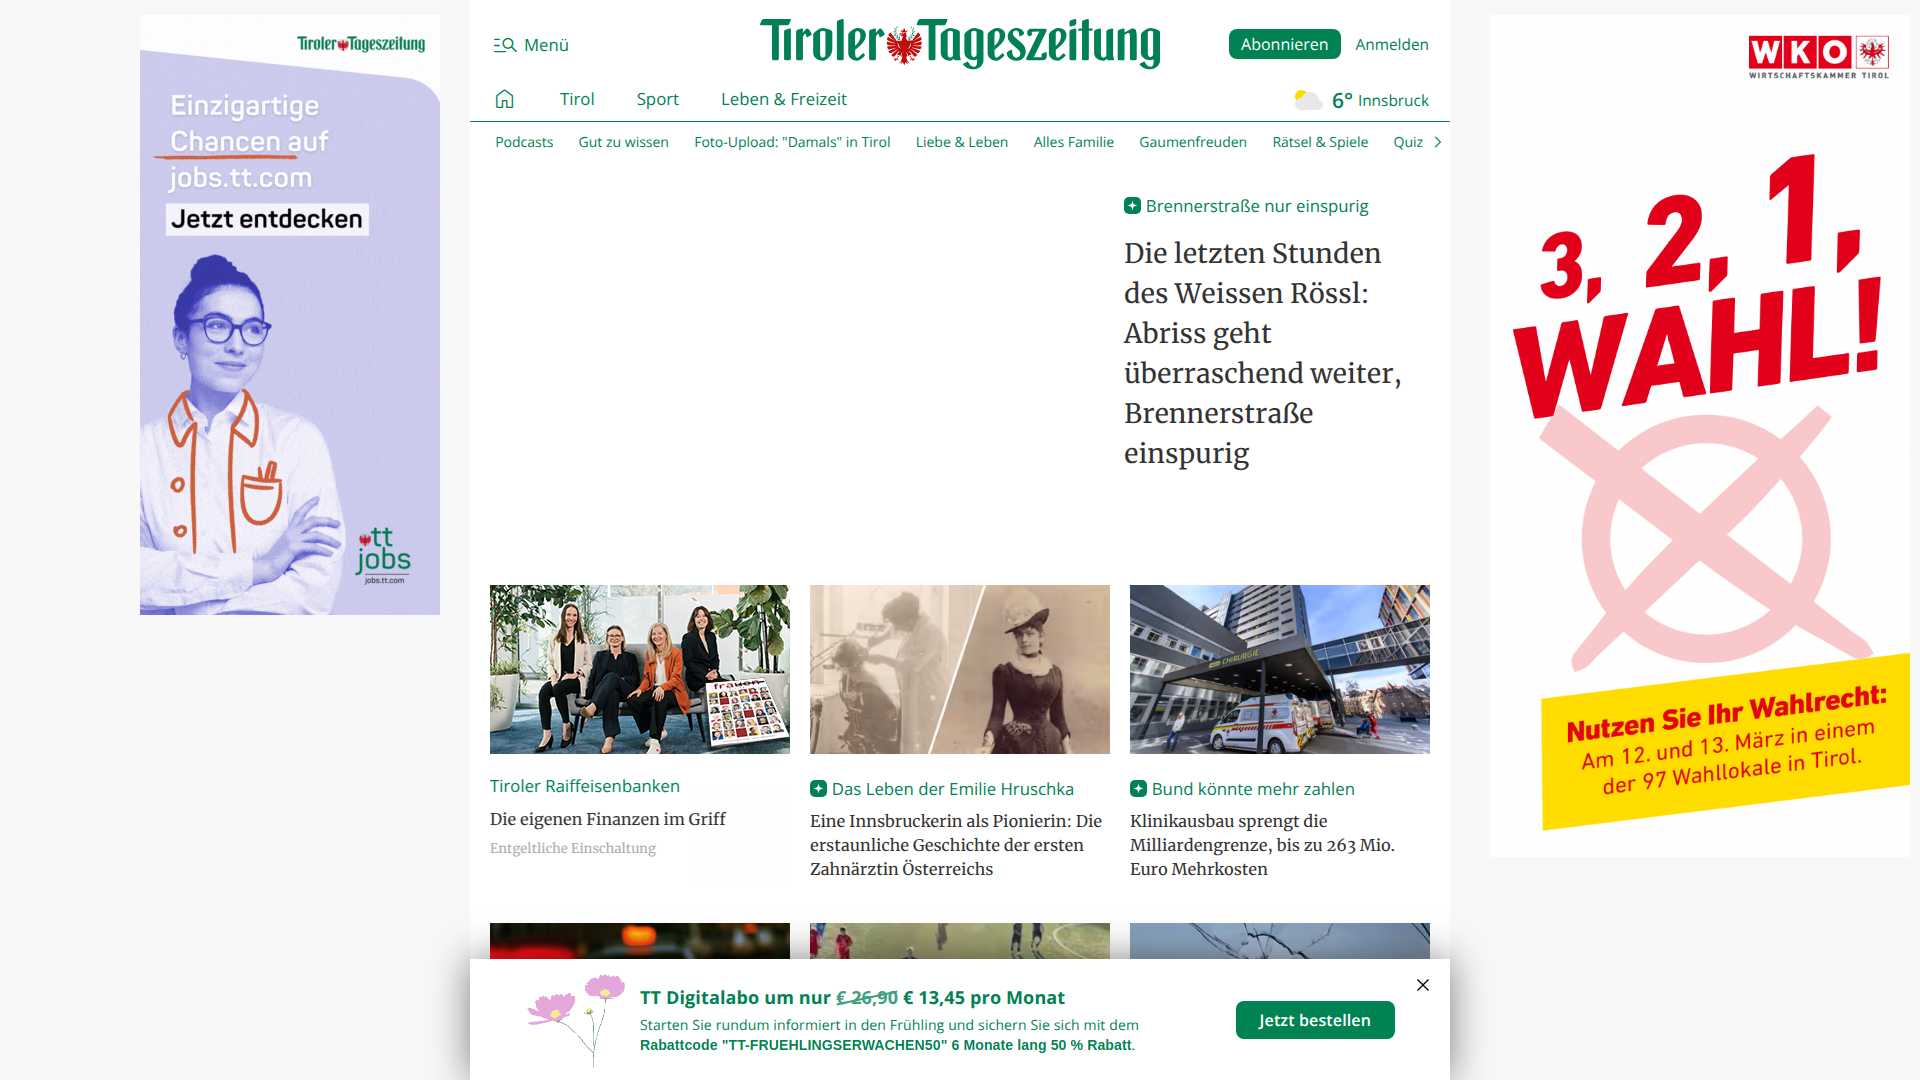 Tiroler Tageszeitung
Einzigartige
Chancen auf
jobs.tt.com
Jetzt entdecken
tt
jobs
jobs.tt.com
Menü
Tiroler Tageszeitung
Abonnieren
Anmelden
Tirol
Sport
Leben & Freizeit
6° Innsbruck
Podcasts
Gut zu wissen
Foto-Upload: "Damals" in Tirol
Liebe & Leben
Alles Familie
Gaumenfreuden
Rätsel & Spiele
Quiz
Brennerstraße nur einspurig
Die letzten Stunden
des Weissen Rössl:
Abriss geht
überraschend weiter,
Brennerstraße
einspurig
frauen
CHIRURGIE
Tiroler Raiffeisenbanken
Die eigenen Finanzen im Griff
Entgeltliche Einschaltung
Das Leben der Emilie Hruschka
Eine Innsbruckerin als Pionierin: Die
erstaunliche Geschichte der ersten
Zahnärztin Österreichs
Bund könnte mehr zahlen
Klinikausbau sprengt die
Milliardengrenze, bis zu 263 Mio.
Euro Mehrkosten
TT Digitalabo um nur € 26,90 € 13,45 pro Monat
Starten Sie rundum informiert in den Frühling und sichern Sie sich mit dem
Rabattcode "TT-FRUEHLINGSERWACHEN50" 6 Monate lang 50 % Rabatt.
Jetzt bestellen
WKO
WIRTSCHAFTSKAMMER TIROL
3, 2, 1,
WAHL!
Nutzen Sie Ihr Wahlrecht:
Am 12. und 13. März in einem
der 97 Wahllokale in Tirol.